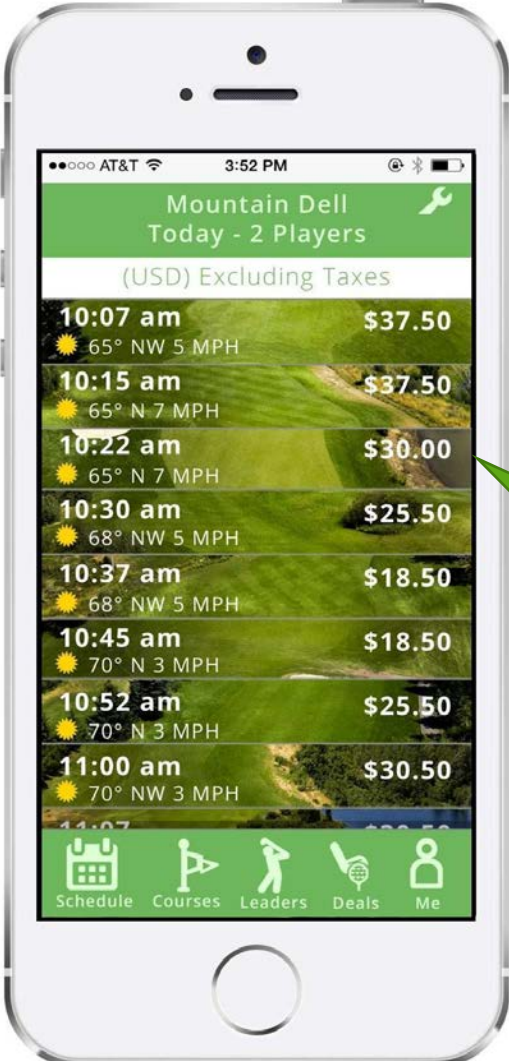 AT&T 3:52 PM
Mountain Dell
Today - 2 Players
(USD) Excluding Taxes
10:07 am $37.50
65° NW 5 MPH
10:15 am $37.50
65° N 7 MPH
10:22 am $30.00
65° N 7 MPH
10:30 am $25.50
68° NW 5 MPH
10:37 am $18.50
68° NW 5 MPH
10:45 am $18.50
70° N 3 MPH
10:52 am $25.50
70° N 3 MPH
11:00 am $30.50
70° NW 3 MPH
11:07
Schedule Courses Leaders Deals Me